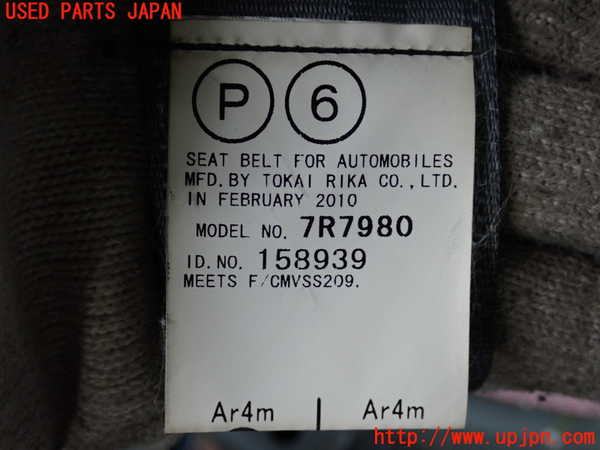 USED PARTS JAPAN
P 6
SEAT BELT FOR AUTOMOBILES
MFD. BY TOKAI RIKA CO., LTD.
IN FEBRUARY 2010
MODEL NO. 7R7980
ID. NO. 158939
MEETS F/CMVSS209.
Ar4m | Ar4m
http://www.upjpn.com/